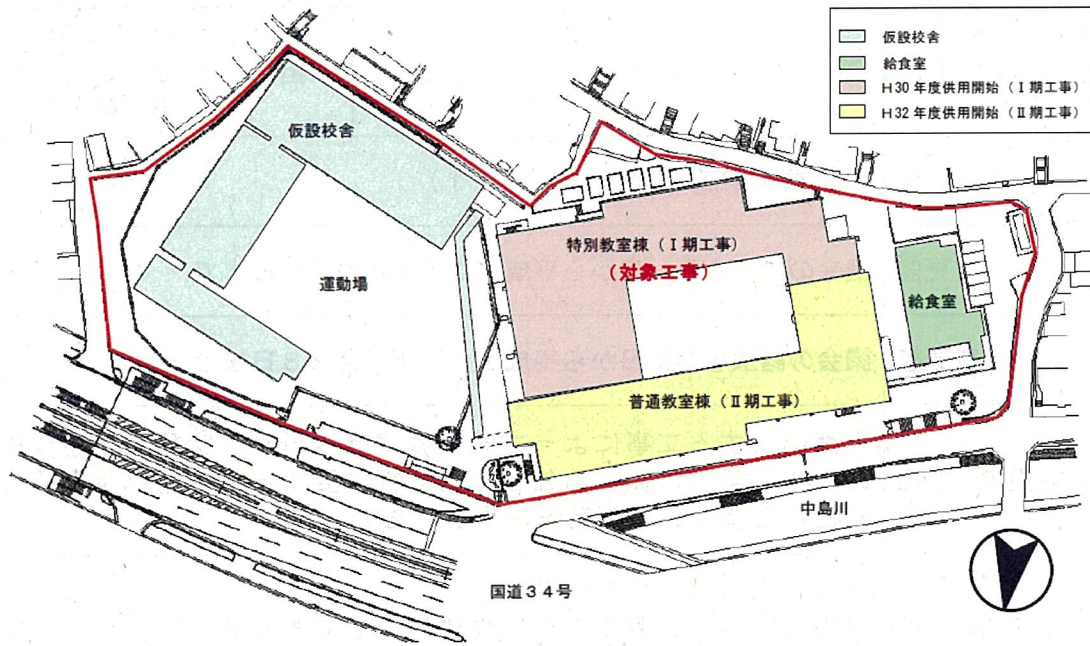 仮設校舎
給食室
H30年度供用開始（Ⅰ期工事）
H32年度供用開始（Ⅱ期工事）
仮設校舎
運動場
特別教室棟（Ⅰ期工事）
（対象工事）
給食室
普通教室棟（Ⅱ期工事）
中島川
国道３４号